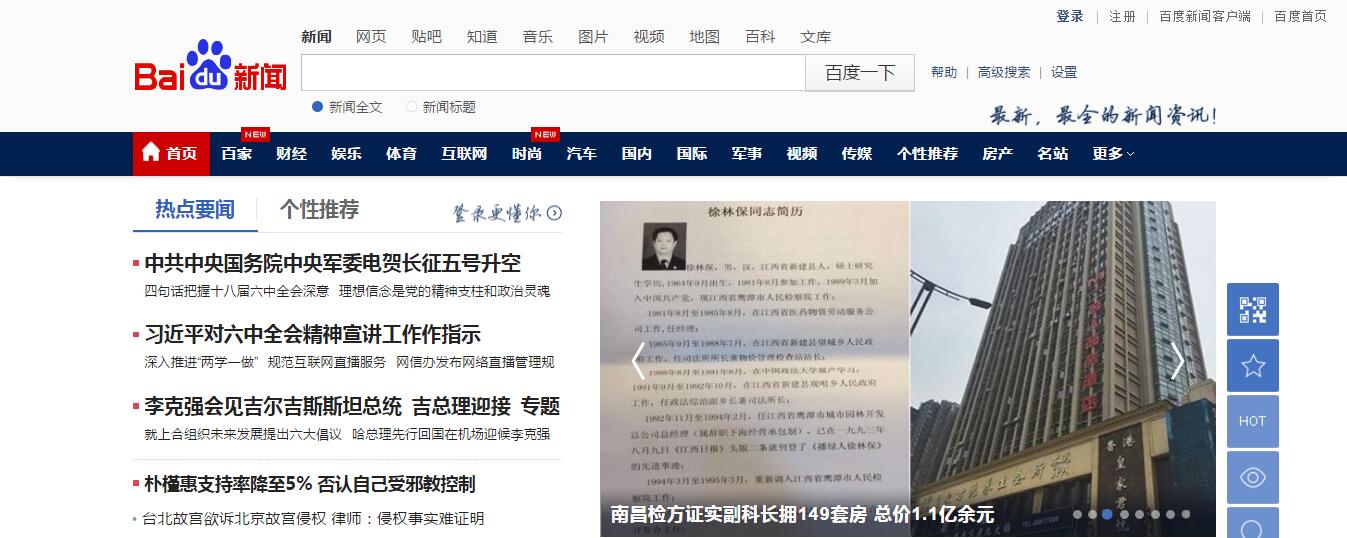 登录 | 注册 | 百度新闻客户端 | 百度首页
新闻 网页 贴吧 知道 音乐 图片 视频 地图 百科 文库
Bai du 新闻
百度一下
帮助 | 高级搜索 | 设置
新闻全文 新闻标题
最新，最全的新闻资讯！
NEW NEW
首页 百家 财经 娱乐 体育 互联网 时尚 汽车 国内 国际 军事 视频 传媒 个性推荐 房产 名站 更多
热点要闻 个性推荐 登录更懂你
中共中央国务院中央军委电贺长征五号升空
四句话把握十八届六中全会深意 理想信念是党的精神支柱和政治灵魂
习近平对六中全会精神宣讲工作作指示
深入推进“两学一做” 规范互联网直播服务 网信办发布网络直播管理规
李克强会见吉尔吉斯斯坦总统 吉总理迎接 专题
就上合组织未来发展提出六大倡议 哈总理先行回国在机场迎候李克强
朴槿惠支持率降至5% 否认自己受邪教控制
台北故宫欲诉北京故宫侵权 律师：侵权事实难证明
徐林保同志简历
徐林保，男，汉，江西省新建县人，硕士研究
生学历,1964年9月出生，1981年8月参加工作，1989年3月加
入中国共产党，现江西省鹰潭市人民检察院工作：
1981年8月至1985年8月，在江西省医药物资劳动服务公
司工作,任经理；
1985年9月至1988年7月，在江西省新建县望城乡人民政
府工作，任司法所所长兼物价管理检查站站长；
1988年8月至1991年8月，在中国政法大学脱产学习；
1991年9月至1992年10月，在江西省新建县观咀乡人民政府
工作，任政法综治副乡长兼司法所长；
1992年11月至1994年2月，任江西省鹰潭市城市园林开发
总公司总经理（属辞职下海经营承包制），已在一九九三年
八月九日《江西日报》头版二条就刊登了《播绿人徐林保》
的先进事迹；
1994年3月至1995年3月，重新调入江西省鹰潭市人民检
察院工作；
大酒店
香港皇家君悦
SPA
南昌检方证实副科长拥149套房 总价1.1亿余元
HOT